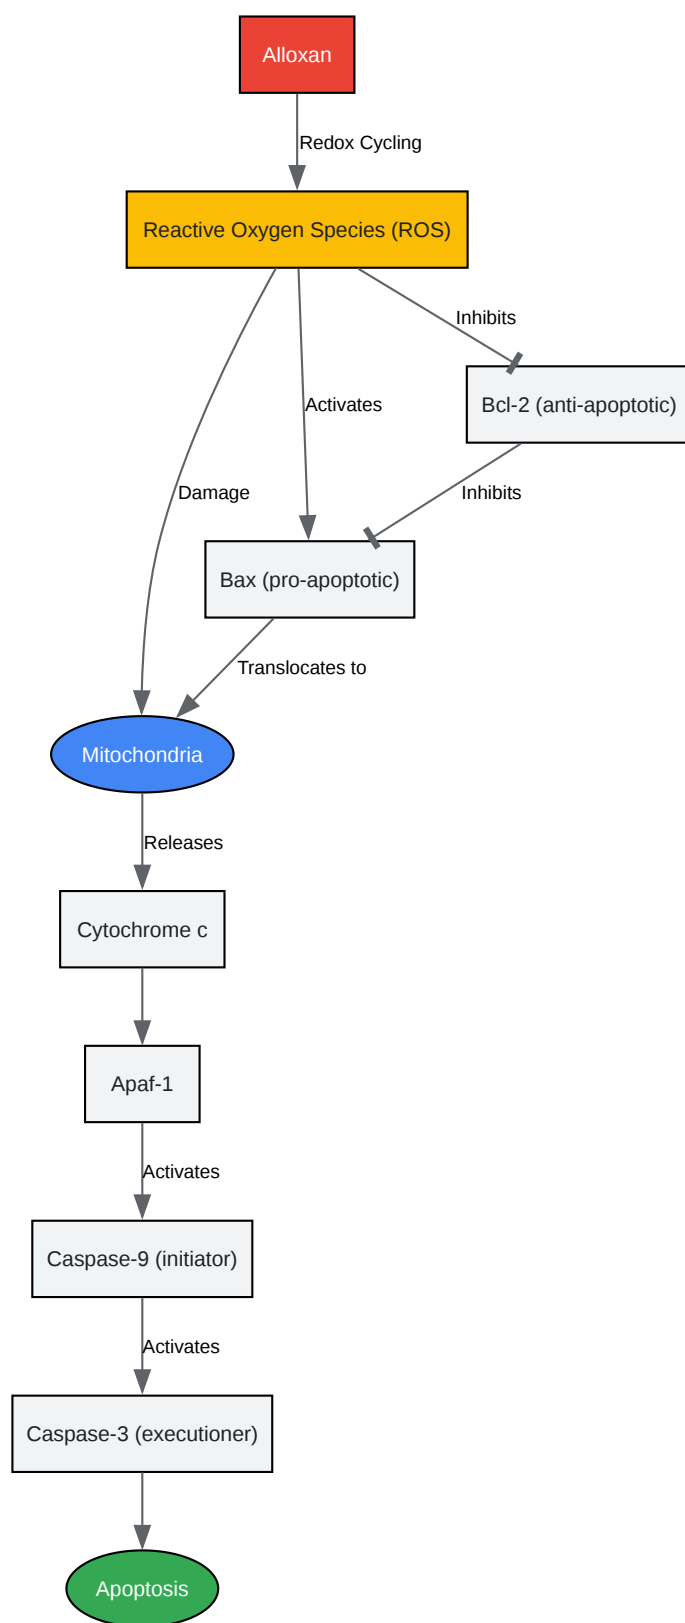 Alloxan
Redox Cycling
Reactive Oxygen Species (ROS)
Inhibits
Activates
Bcl-2 (anti-apoptotic)
Damage
Inhibits
Bax (pro-apoptotic)
Translocates to
Mitochondria
Releases
Cytochrome c
Apaf-1
Activates
Caspase-9 (initiator)
Activates
Caspase-3 (executioner)
Apoptosis